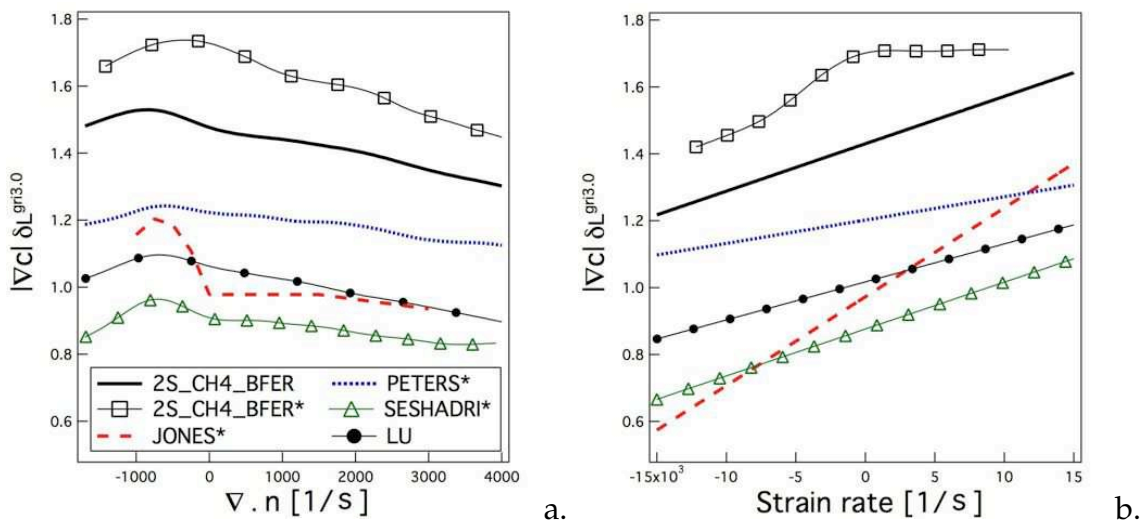 1.8
1.6
1.4
1.2
1.0
0.8
0.6
|∇c| δL^gri3.0
2S_CH4_BFER
2S_CH4_BFER*
JONES*
PETERS*
SESHADRI*
LU
-1000 0 1000 2000 3000 4000
∇ . n [1/s]
a.
1.8
1.6
1.4
1.2
1.0
0.8
0.6
|∇c| δL^gri3.0
-15x10³ -10 -5 0 5 10 15
Strain rate [1/s]
b.